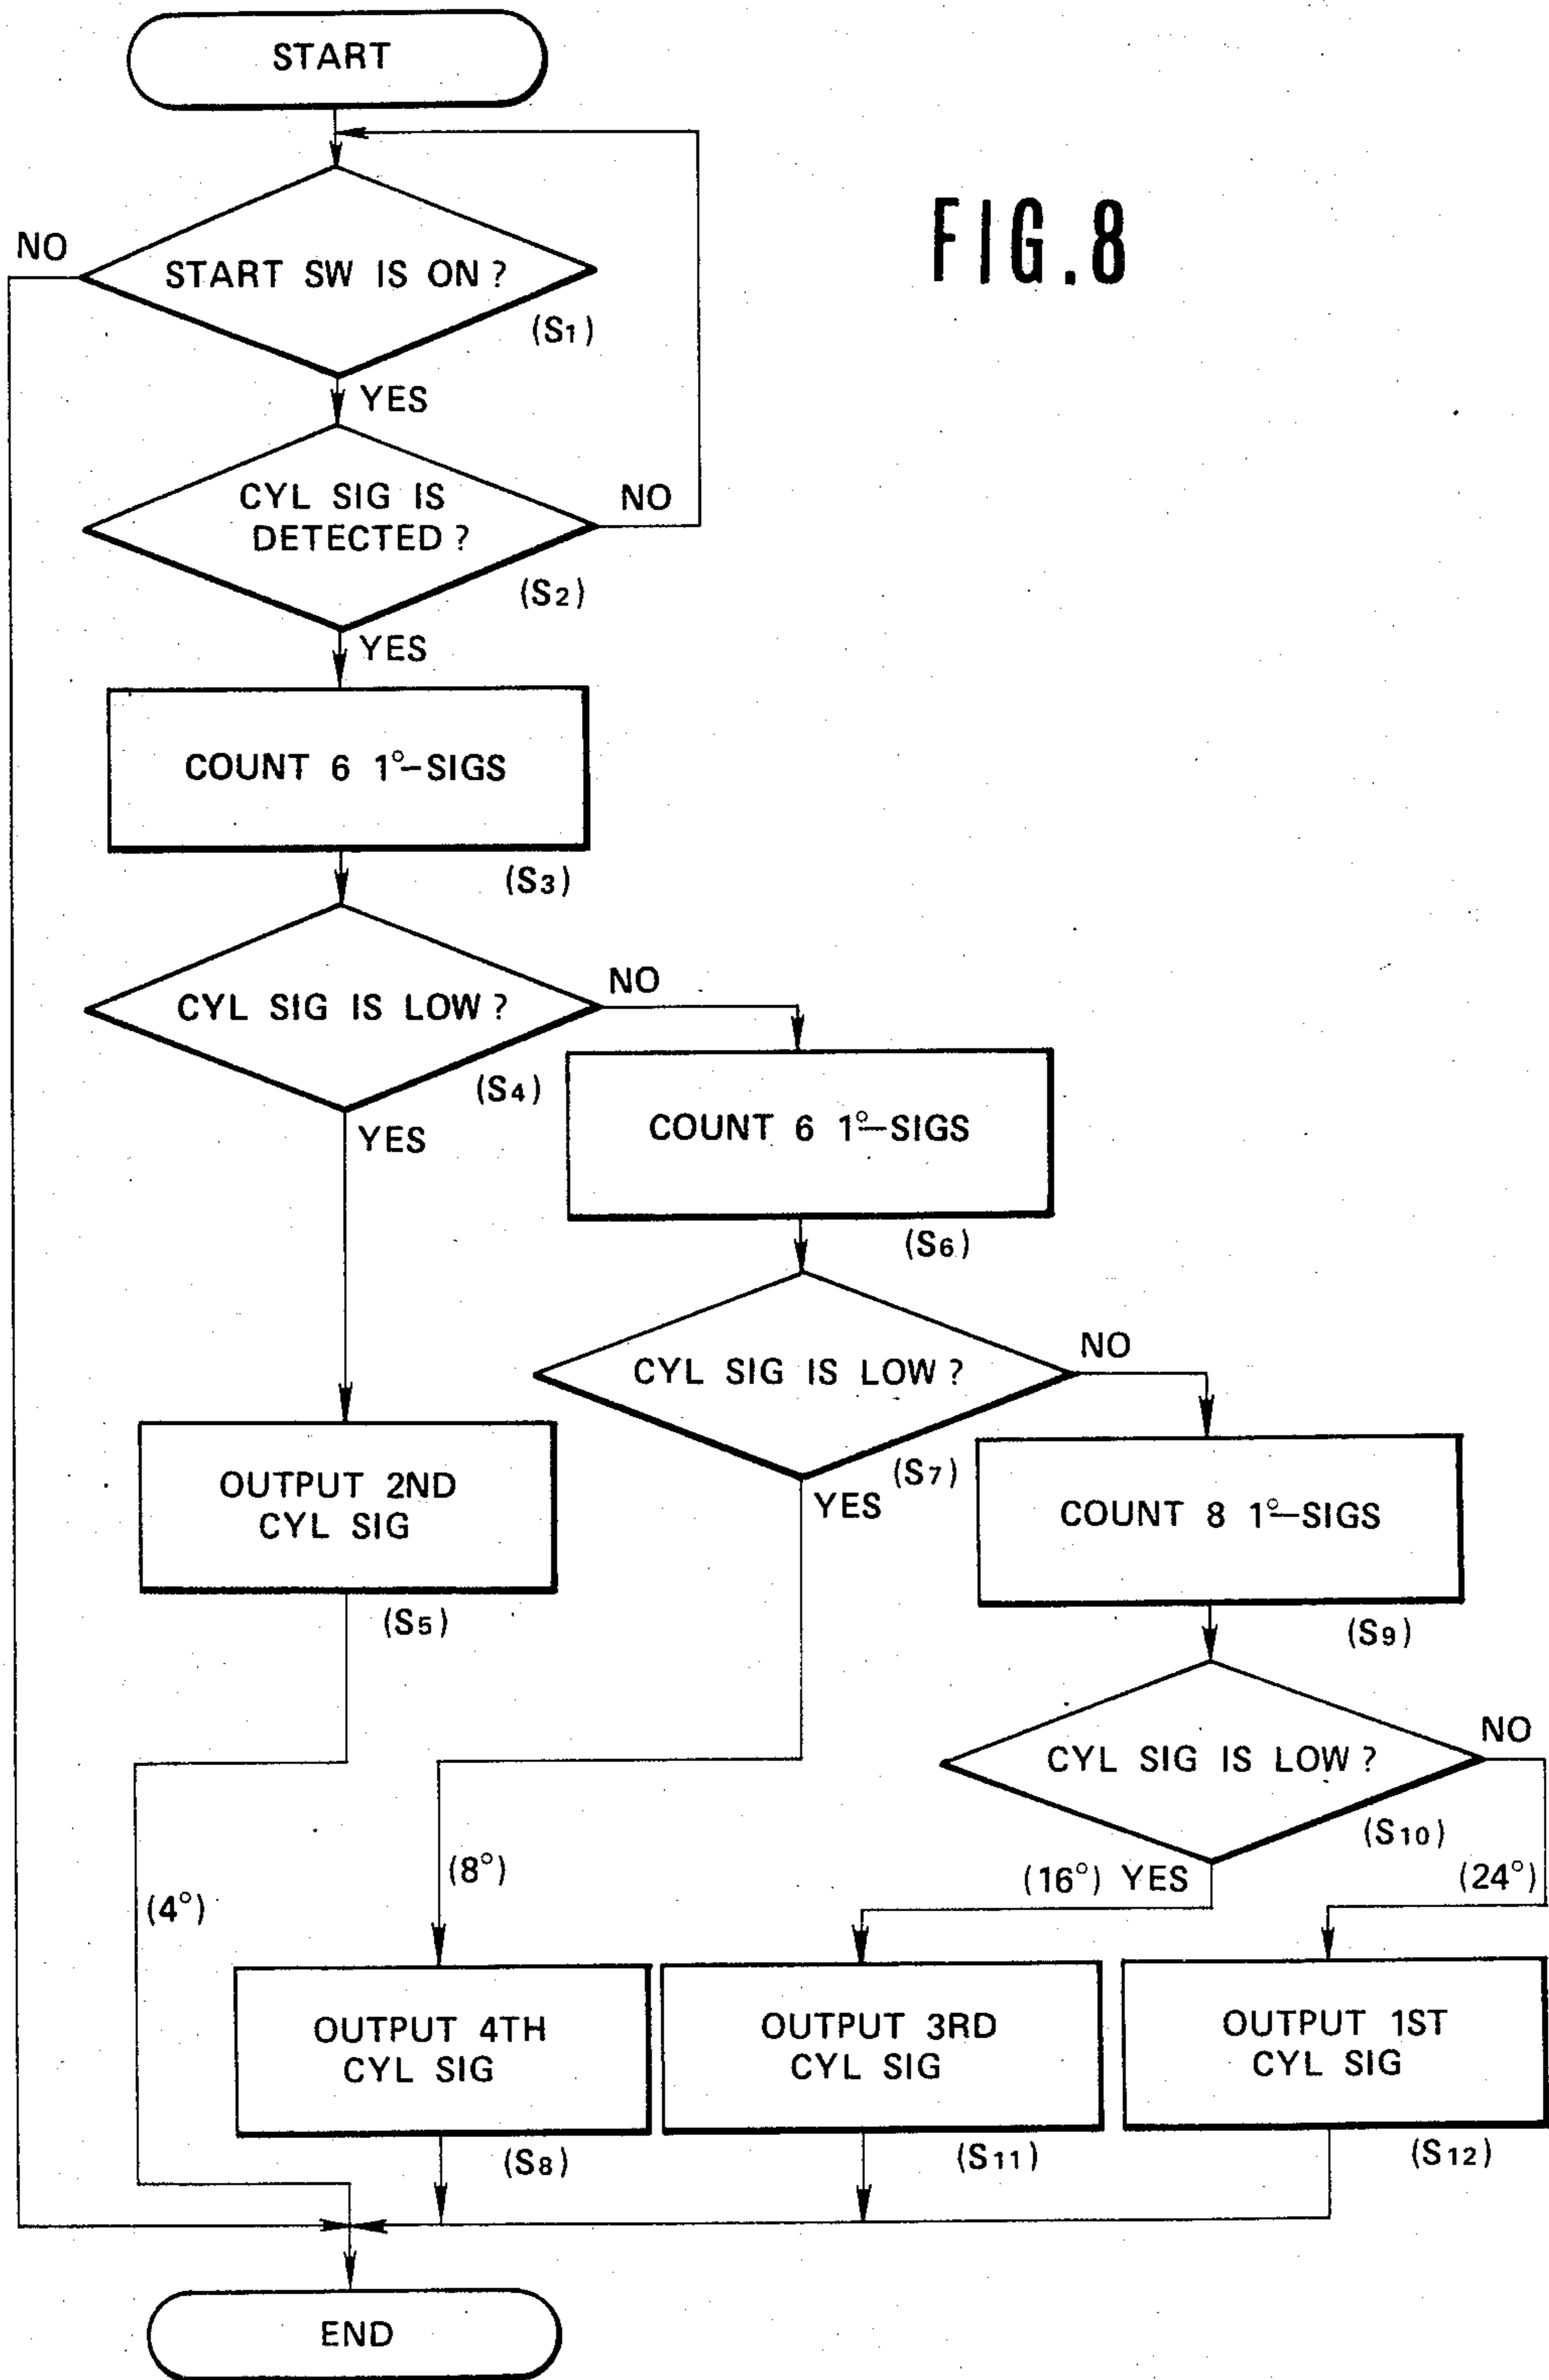 START
FIG.8
NO
START SW IS ON?
(S1)
YES
CYL SIG IS
DETECTED?
NO
(S2)
YES
COUNT 6 1°-SIGS
(S3)
CYL SIG IS LOW?
NO
(S4)
YES
COUNT 6 1°-SIGS
(S6)
CYL SIG IS LOW?
NO
(S7)
YES
OUTPUT 2ND
CYL SIG
(S5)
COUNT 8 1°-SIGS
(S9)
CYL SIG IS LOW?
NO
(S10)
(4°)
(8°)
(16°) YES
(24°)
OUTPUT 4TH
CYL SIG
(S8)
OUTPUT 3RD
CYL SIG
(S11)
OUTPUT 1ST
CYL SIG
(S12)
END